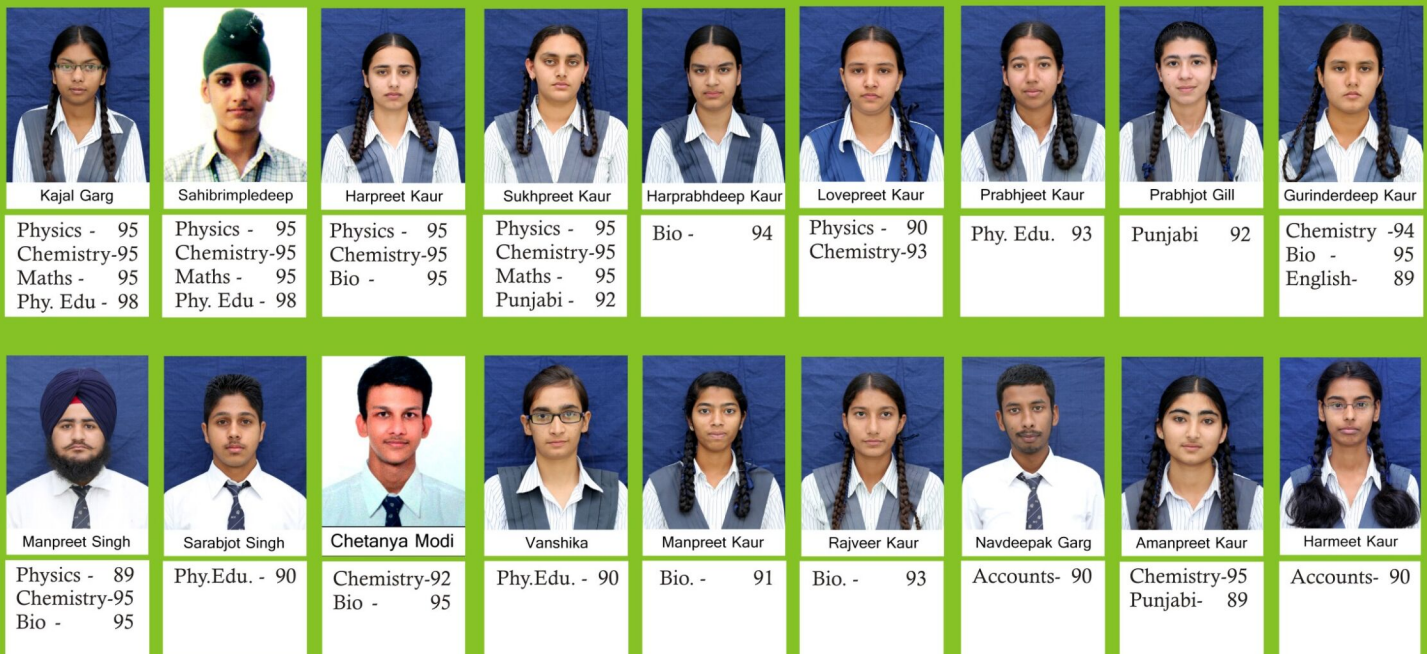 Kajal Garg
Physics - 95
Chemistry-95
Maths - 95
Phy. Edu - 98
Sahibrimpledeep
Physics - 95
Chemistry-95
Maths - 95
Phy. Edu - 98
Harpreet Kaur
Physics - 95
Chemistry-95
Bio - 95
Sukhpreet Kaur
Physics - 95
Chemistry-95
Maths - 95
Punjabi - 92
Harprabhdeep Kaur
Bio - 94
Lovepreet Kaur
Physics - 90
Chemistry-93
Prabhjeet Kaur
Phy. Edu. 93
Prabhjot Gill
Punjabi 92
Gurinderdeep Kaur
Chemistry -94
Bio - 95
English- 89
Manpreet Singh
Physics - 89
Chemistry-95
Bio - 95
Sarabjot Singh
Phy.Edu. - 90
Chetanya Modi
Chemistry-92
Bio - 95
Vanshika
Phy.Edu. - 90
Manpreet Kaur
Bio. - 91
Rajveer Kaur
Bio. - 93
Navdeepak Garg
Accounts- 90
Amanpreet Kaur
Chemistry-95
Punjabi- 89
Harmeet Kaur
Accounts- 90